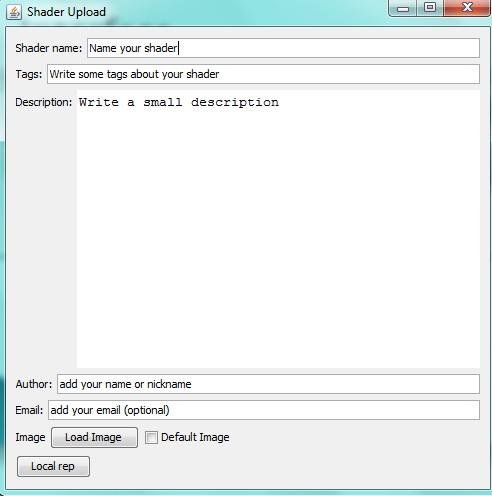 Shader Upload
Shader name: Name your shader
Tags: Write some tags about your shader
Description: Write a small description
Author: add your name or nickname
Email: add your email (optional)
Image Load Image Default Image
Local rep